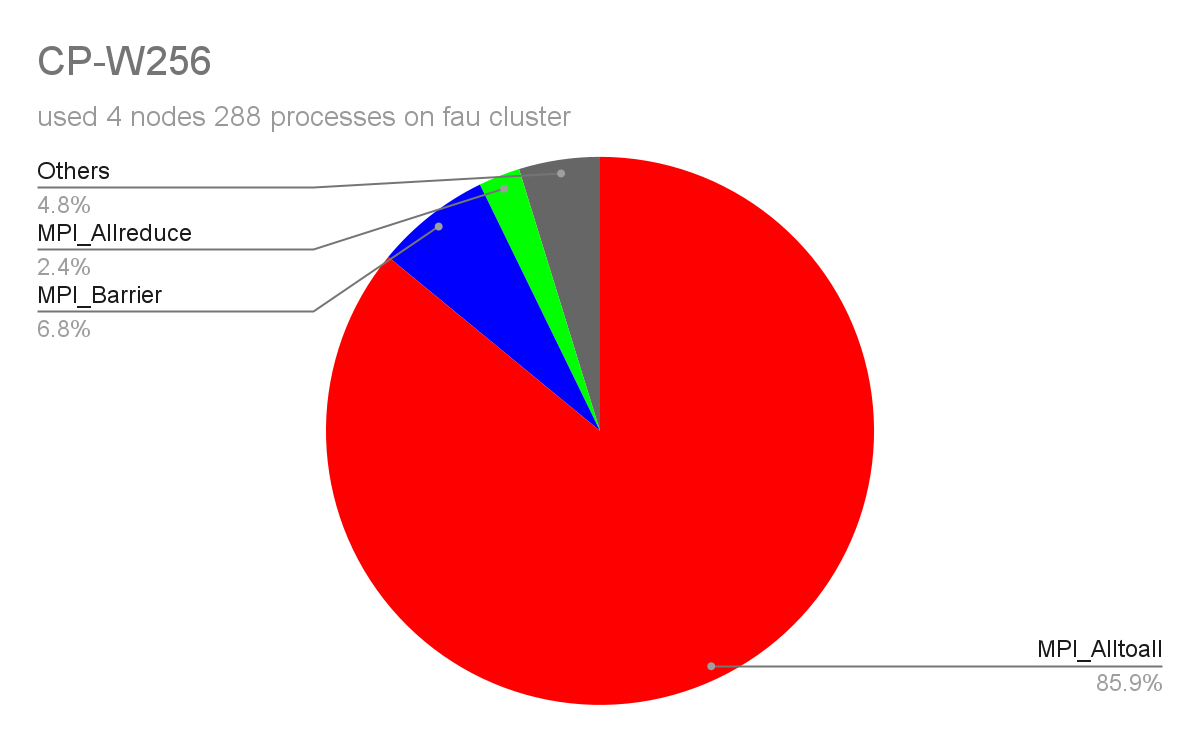 CP-W256
used 4 nodes 288 processes on fau cluster
Others
4.8%
MPI_Allreduce
2.4%
MPI_Barrier
6.8%
MPI_Alltoall
85.9%